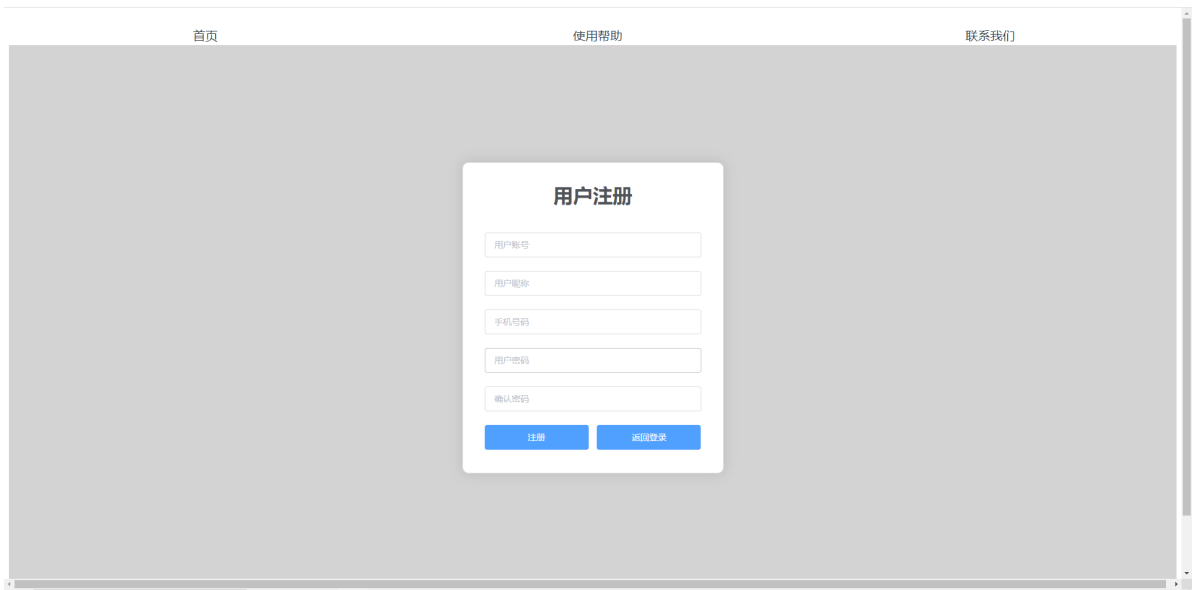 首页 使用帮助 联系我们
用户注册
用户账号
用户昵称
手机号码
用户密码
确认密码
注册 返回登录